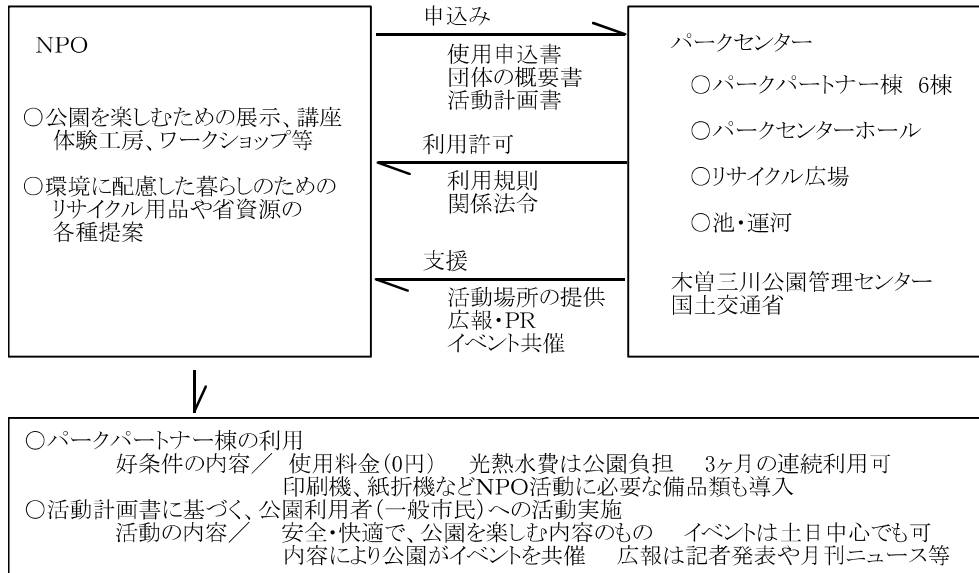 NPO
○公園を楽しむための展示、講座
体験工房、ワークショップ等
○環境に配慮した暮らしのための
リサイクル用品や省資源の
各種提案
申込み
使用申込書
団体の概要書
活動計画書
利用許可
利用規則
関係法令
支援
活動場所の提供
広報・PR
イベント共催
パークセンター
○パークパートナー棟 6棟
○パークセンターホール
○リサイクル広場
○池・運河
木曽三川公園管理センター
国土交通省
○パークパートナー棟の利用
好条件の内容／ 使用料金(0円) 光熱水費は公園負担 3ヶ月の連続利用可
印刷機、紙折機などNPO活動に必要な備品類も導入
○活動計画書に基づく、公園利用者(一般市民)への活動実施
活動の内容／ 安全・快適で、公園を楽しむ内容のもの イベントは土日中心でも可
内容により公園がイベントを共催 広報は記者発表や月刊ニュース等